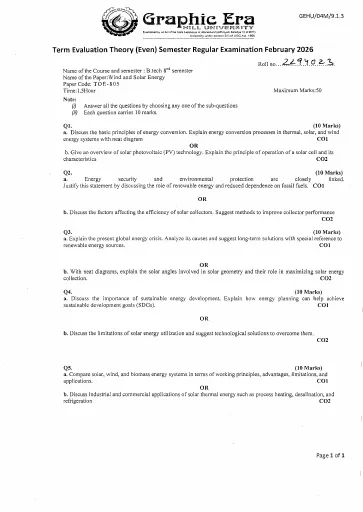 Graphic Era
HILL UNIVERSITY
GEHU/04M/9.1.3
Term Evaluation Theory (Even) Semester Regular Examination February 2026
Roll no.
Name of the Course and semester : B.tech 8th semester
Name of the Paper: Wind and Solar Energy
Paper Code: TOE-805
Time:1.5Hour Maximum Marks:50
Note:
(i) Answer all the questions by choosing any one of the sub-questions
(ii) Each question carries 10 marks.
Q1. (10 Marks)
a. Discuss the basic principles of energy conversion. Explain energy conversion processes in thermal, solar, and wind
energy systems with neat diagram CO1
OR
b. Give an overview of solar photovoltaic (PV) technology. Explain the principle of operation of a solar cell and its
characteristics CO2
Q2. (10 Marks)
a. Energy security and environmental protection are closely linked.
Justify this statement by discussing the role of renewable energy and reduced dependence on fossil fuels. CO1
OR
b. Discuss the factors affecting the efficiency of solar collectors. Suggest methods to improve collector performance
CO2
Q3. (10 Marks)
a. Explain the present global energy crisis. Analyze its causes and suggest long-term solutions with special reference to
renewable energy sources. CO1
OR
b. With neat diagrams, explain the solar angles involved in solar geometry and their role in maximizing solar energy
collection. CO2
Q4. (10 Marks)
a. Discuss the importance of sustainable energy development. Explain how energy planning can help achieve
sustainable development goals (SDGs). CO1
OR
b. Discuss the limitations of solar energy utilization and suggest technological solutions to overcome them.
CO2
Q5. (10 Marks)
a. Compare solar, wind, and biomass energy systems in terms of working principles, advantages, limitations, and
applications. CO1
OR
b. Discuss industrial and commercial applications of solar thermal energy such as process heating, desalination, and
refrigeration CO2
Page 1 of 1